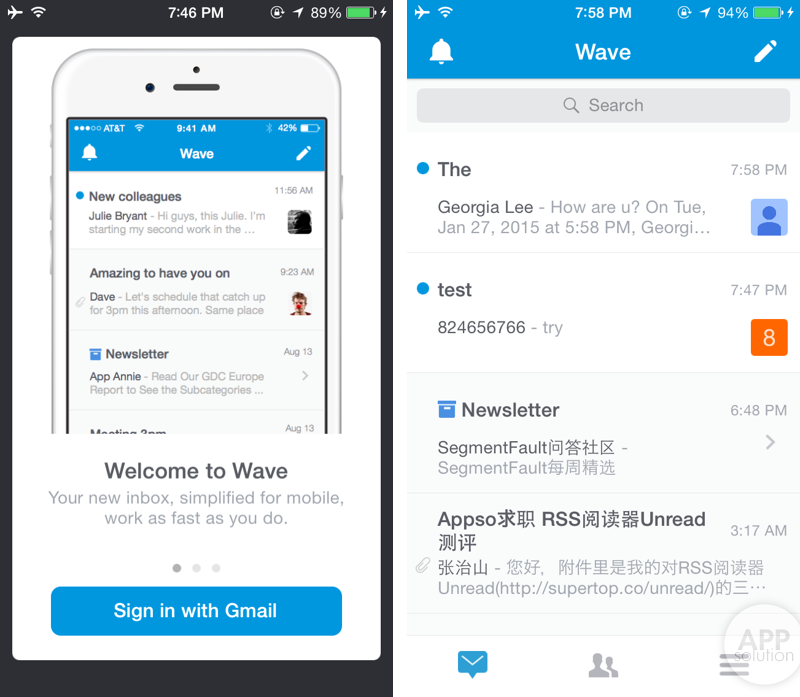 7:46 PM
89%
AT&T
9:41 AM
42%
Wave
New colleagues
11:56 AM
Julie Bryant - Hi guys, this Julie. I'm
starting my second work in the ...
Amazing to have you on
9:23 AM
Dave - Let's schedule that catch up
for 3pm this afternoon. Same place
Newsletter
Aug 13
App Annie - Read Our GDC Europe
Report to See the Subcategories ...
Meeting 3pm
Aug 13
Welcome to Wave
Your new inbox, simplified for mobile,
work as fast as you do.
Sign in with Gmail
7:58 PM
94%
Wave
Search
The
7:58 PM
Georgia Lee - How are u? On Tue,
Jan 27, 2015 at 5:58 PM, Georgi...
test
7:47 PM
824656766 - try
8
Newsletter
6:48 PM
SegmentFault问答社区 -
SegmentFault每周精选
Appso求职 RSS阅读器Unread
测评
3:17 AM
张治山 - 您好，附件里是我的对RSS阅读器
Unread(http://supertop.co/unread/)的三…
APP
solution